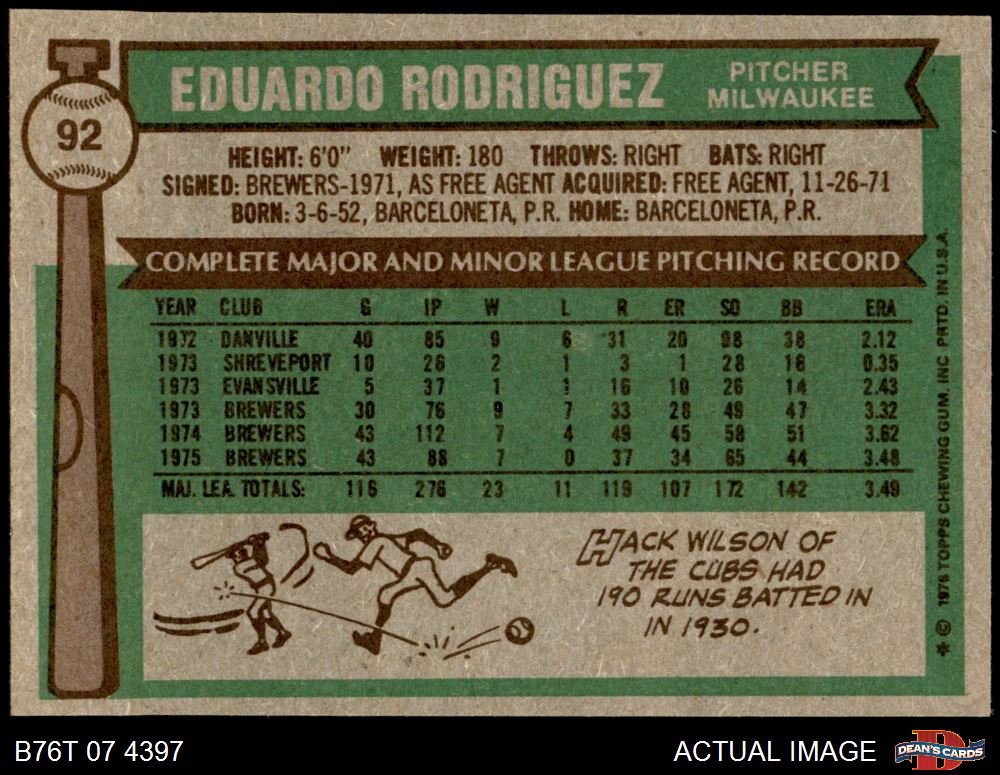 92
EDUARDO RODRIGUEZ
PITCHER
MILWAUKEE
HEIGHT: 6'0" WEIGHT: 180 THROWS: RIGHT BATS: RIGHT
SIGNED: BREWERS-1971, AS FREE AGENT ACQUIRED: FREE AGENT, 11-26-71
BORN: 3-6-52, BARCELONETA, P.R. HOME: BARCELONETA, P.R.
COMPLETE MAJOR AND MINOR LEAGUE PITCHING RECORD
YEAR CLUB G IP W L R ER SO BB ERA
1972 DANVILLE 40 85 9 6 31 20 98 38 2.12
1973 SHREVEPORT 10 26 2 1 3 1 28 16 0.35
1973 EVANSVILLE 5 37 1 1 16 10 26 14 2.43
1973 BREWERS 30 76 9 7 33 28 49 47 3.32
1974 BREWERS 43 112 7 4 49 45 58 51 3.62
1975 BREWERS 43 88 7 0 37 34 65 44 3.48
MAJ. LEA. TOTALS: 116 276 23 11 119 107 172 142 3.49
HACK WILSON OF
THE CUBS HAD
190 RUNS BATTED IN
IN 1930.
* © 1976 TOPPS CHEWING GUM, INC PRTD. IN U.S.A.
B76T 07 4397
ACTUAL IMAGE
D
DEAN'S CARDS